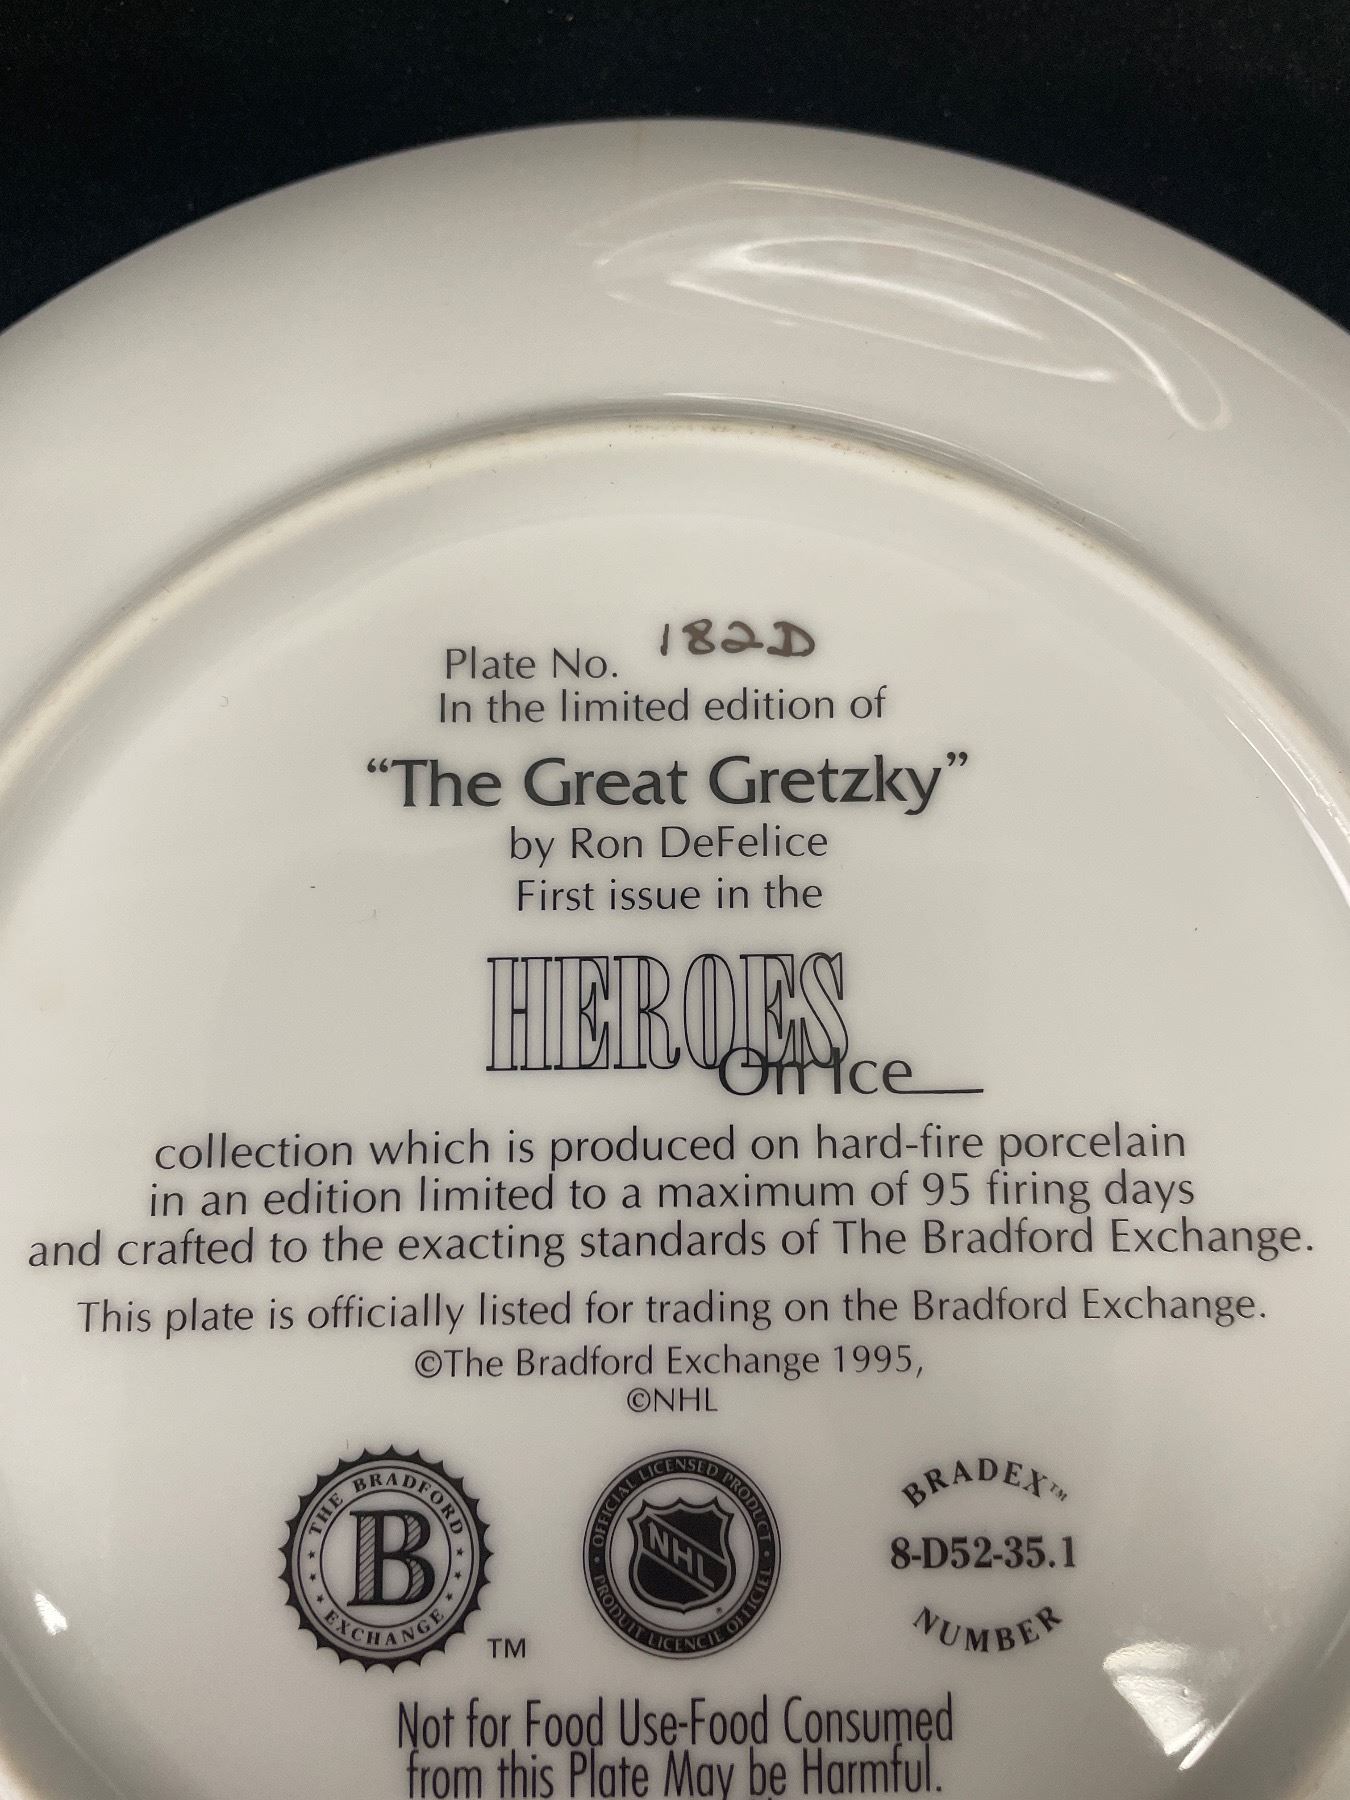 Plate No. 182D
In the limited edition of
“The Great Gretzky”
by Ron DeFelice
First issue in the
HEROES
On Ice
collection which is produced on hard-fire porcelain
in an edition limited to a maximum of 95 firing days
and crafted to the exacting standards of The Bradford Exchange.
This plate is officially listed for trading on the Bradford Exchange.
©The Bradford Exchange 1995,
©NHL
THE BRADFORD
B
EXCHANGE
TM
OFFICIAL LICENSED PRODUCT
NHL
®
PRODUIT LICENCIE OFFICIEL
BRADEX™
8-D52-35.1
NUMBER
Not for Food Use-Food Consumed
from this Plate May be Harmful.